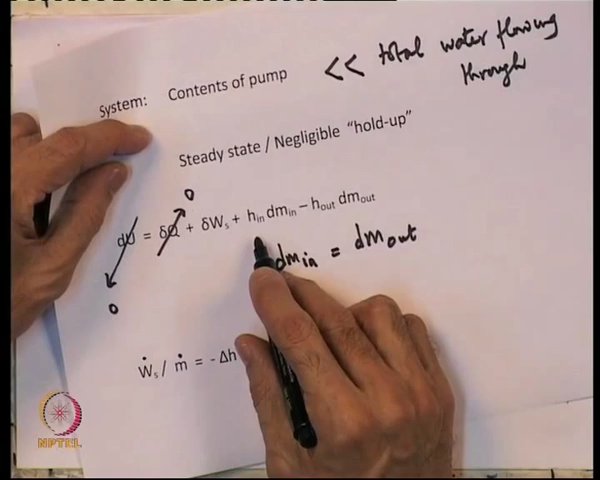 System: Contents of pump << total water flowing through
Steady state / Negligible "hold-up"
0
dU = δQ + δWₛ + hᵢₙ dmᵢₙ – hₒᵤₜ dmₒᵤₜ
dmᵢₙ = dmₒᵤₜ
0
Ẇₛ / ṁ = - Δh
NPTEL